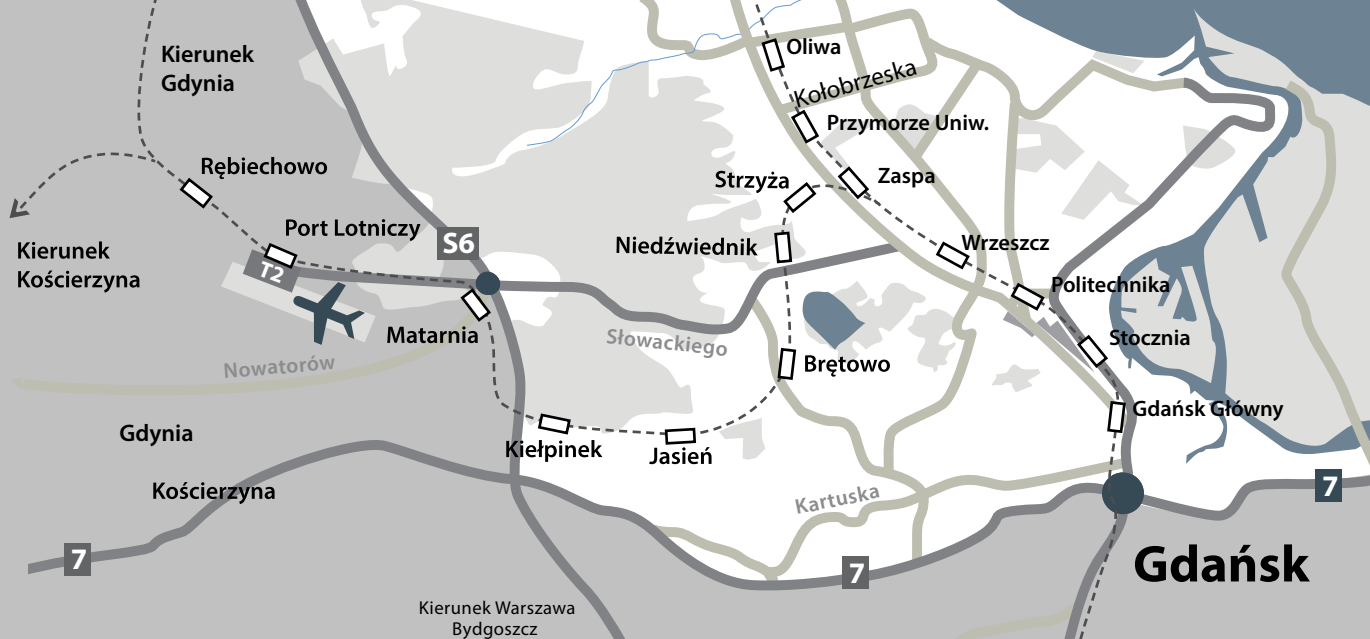 Kierunek
Gdynia
Oliwa
Kołobrzeska
Przymorze Uniw.
Rębiechowo
Strzyża
Zaspa
Port Lotniczy
S6
Niedźwiednik
Wrzeszcz
Kierunek
Kościerzyna
T2
Politechnika
Matarnia
Słowackiego
Stocznia
Nowatorów
Brętowo
Gdańsk Główny
Gdynia
Kiełpinek
Jasień
Kościerzyna
Kartuska
7
7
7
Gdańsk
Kierunek Warszawa
Bydgoszcz